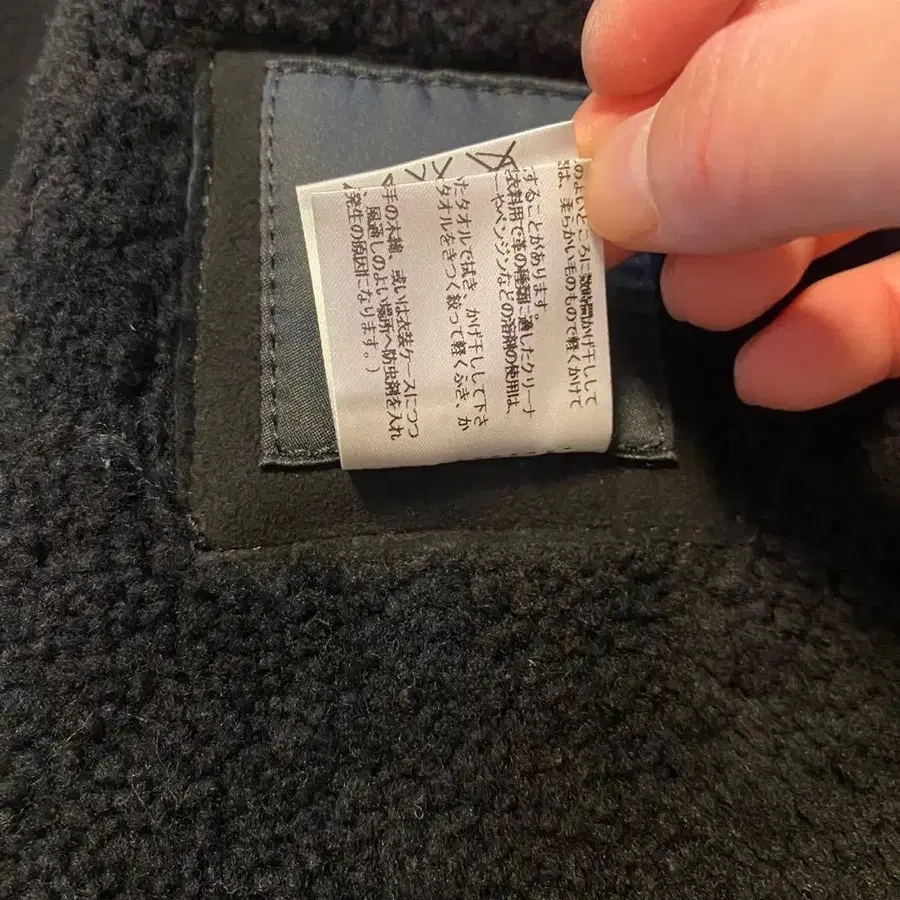 のよいところに数時間かげ干しして
は、柔らかい毛のもので軽くかけて
することがあります。
衣料用で革の種類に適したクリーナ
やベンジンなどの溶剤の使用は、
たタオルで拭き、かげ干しして下さ
タオルをきつく絞って軽くふき、か
手の木綿、或いは衣装ケースにつつ
風通しのよい場所へ防虫剤を入れ
発生の原因になります。）